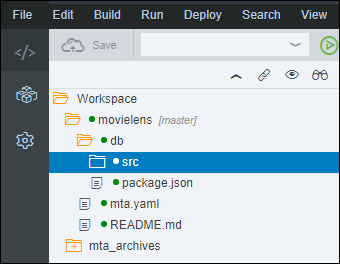 File Edit Build Run Deploy Search View
Save
Workspace
movielens [master]
db
src
package.json
mta.yaml
README.md
mta_archives